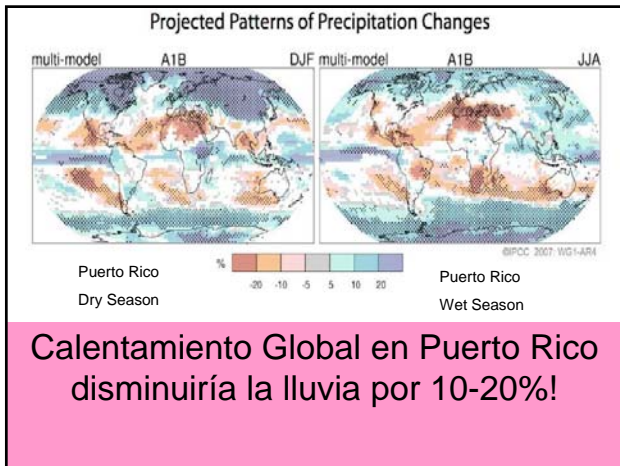 Projected Patterns of Precipitation Changes
multi-model A1B DJF multi-model A1B JJA
©IPCC 2007: WG1-AR4
%
-20 -10 -5 5 10 20
Puerto Rico
Dry Season
Puerto Rico
Wet Season
Calentamiento Global en Puerto Rico
disminuiría la lluvia por 10-20%!